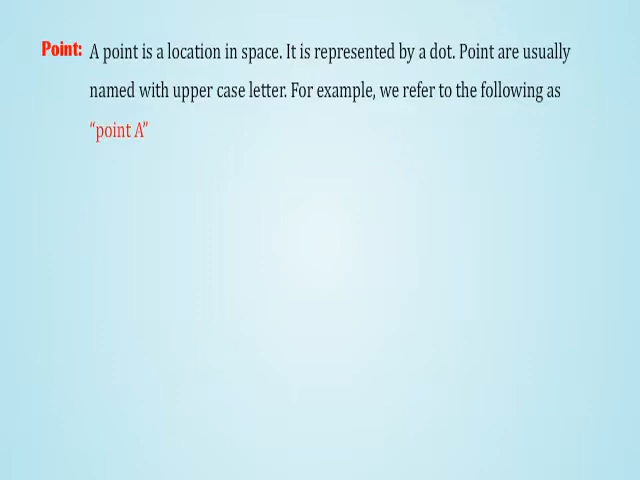 Point: A point is a location in space. It is represented by a dot. Point are usually
named with upper case letter. For example, we refer to the following as
“point A”